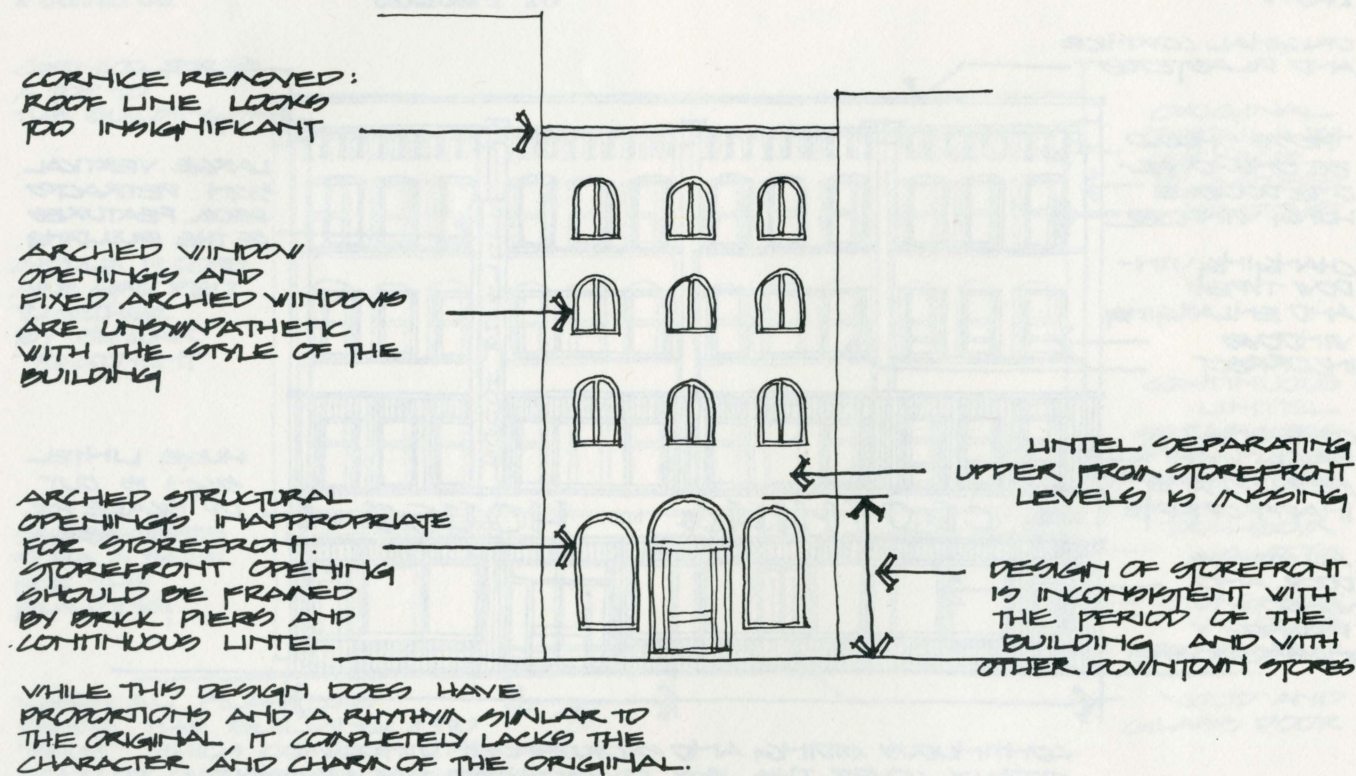 CORNICE REMOVED:
ROOF LINE LOOKS
TOO INSIGNIFICANT
ARCHED WINDOW
OPENINGS AND
FIXED ARCHED WINDOWS
ARE UNSYMPATHETIC
WITH THE STYLE OF THE
BUILDING
ARCHED STRUCTURAL
OPENINGS INAPPROPRIATE
FOR STOREFRONT.
STOREFRONT OPENING
SHOULD BE FRAMED
BY BRICK PIERS AND
CONTINUOUS LINTEL
LINTEL SEPARATING
UPPER FROM STOREFRONT
LEVELS IS MISSING
DESIGN OF STOREFRONT
IS INCONSISTENT WITH
THE PERIOD OF THE
BUILDING AND WITH
OTHER DOWNTOWN STORES
WHILE THIS DESIGN DOES HAVE
PROPORTIONS AND A RHYTHYM SIMILAR TO
THE ORIGINAL, IT COMPLETELY LACKS THE
CHARACTER AND CHARM OF THE ORIGINAL.